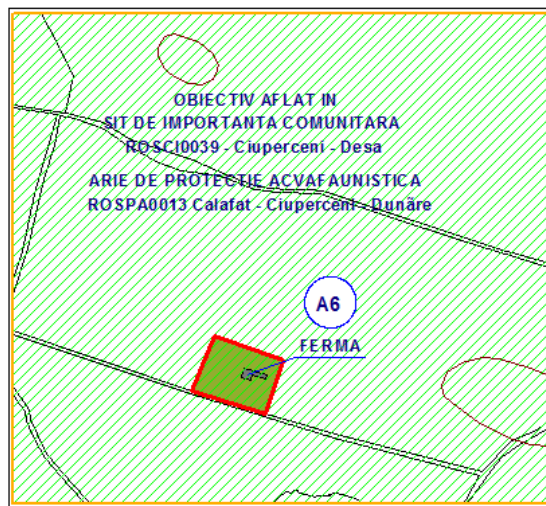 OBIECTIV AFLAT IN
SIT DE IMPORTANTA COMUNITARA
ROSCI0039 - Ciuperceni - Desa
ARIE DE PROTECTIE ACVAFAUNISTICA
ROSPA0013 Calafat - Ciuperceni - Dunãre
A6
FERMA